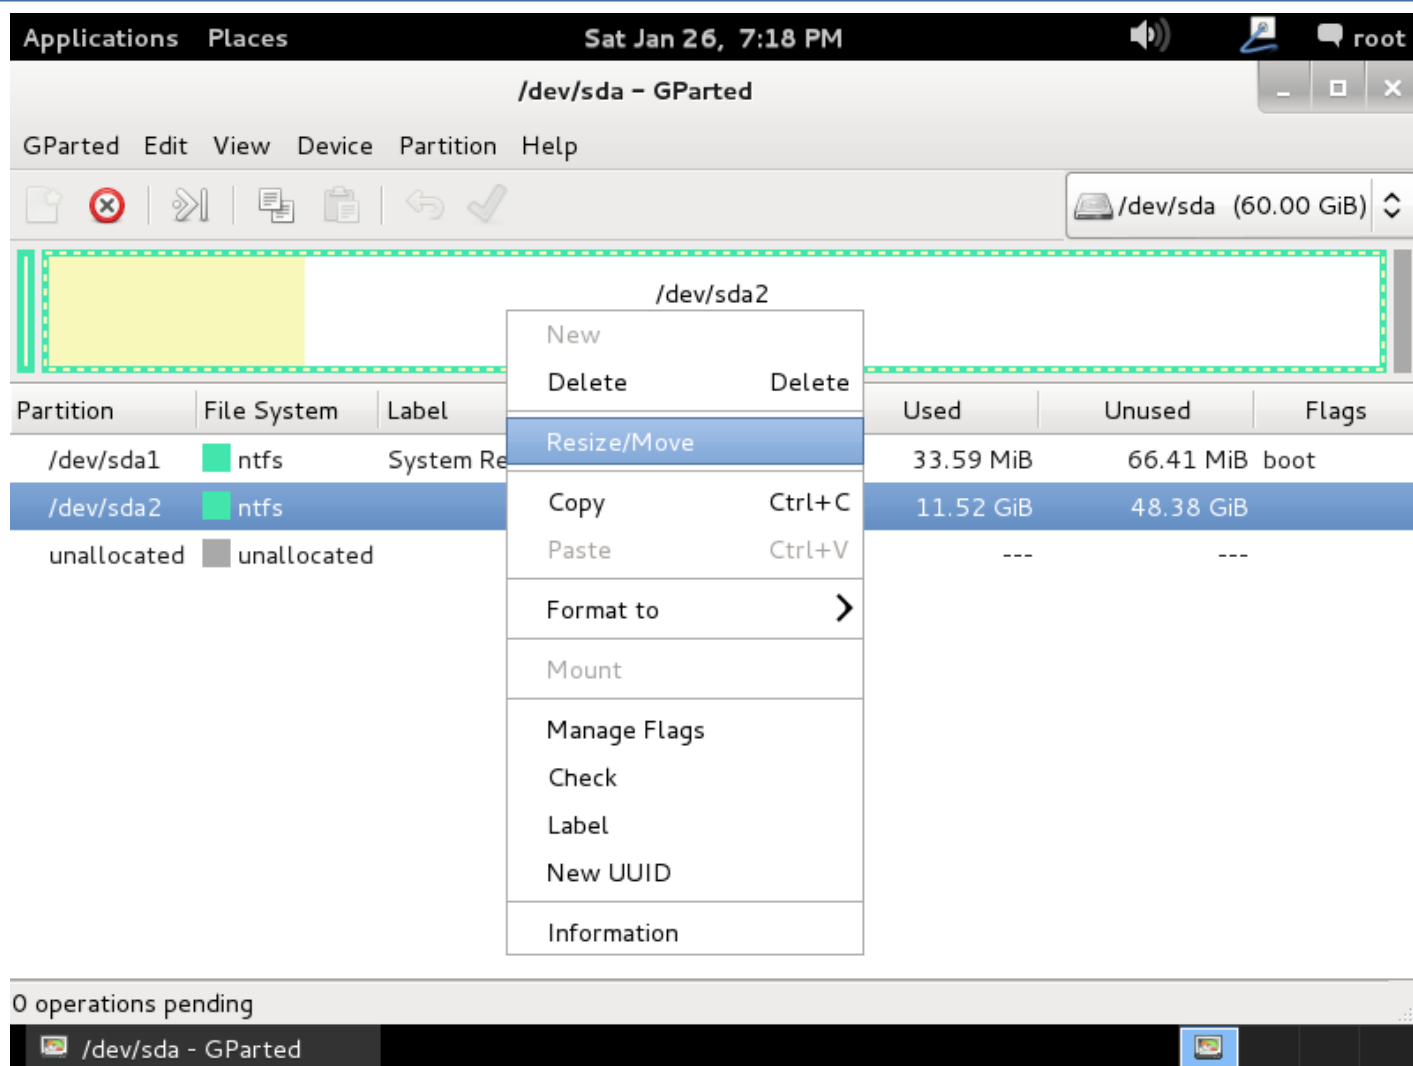 Applications Places Sat Jan 26, 7:18 PM root
/dev/sda - GParted
GParted Edit View Device Partition Help
/dev/sda (60.00 GiB)
/dev/sda2
New
Delete Delete
Partition File System Label Used Unused Flags
Resize/Move
/dev/sda1 ntfs System Re 33.59 MiB 66.41 MiB boot
Copy Ctrl+C
/dev/sda2 ntfs 11.52 GiB 48.38 GiB
Paste Ctrl+V
unallocated unallocated --- ---
Format to
Mount
Manage Flags
Check
Label
New UUID
Information
0 operations pending
/dev/sda - GParted